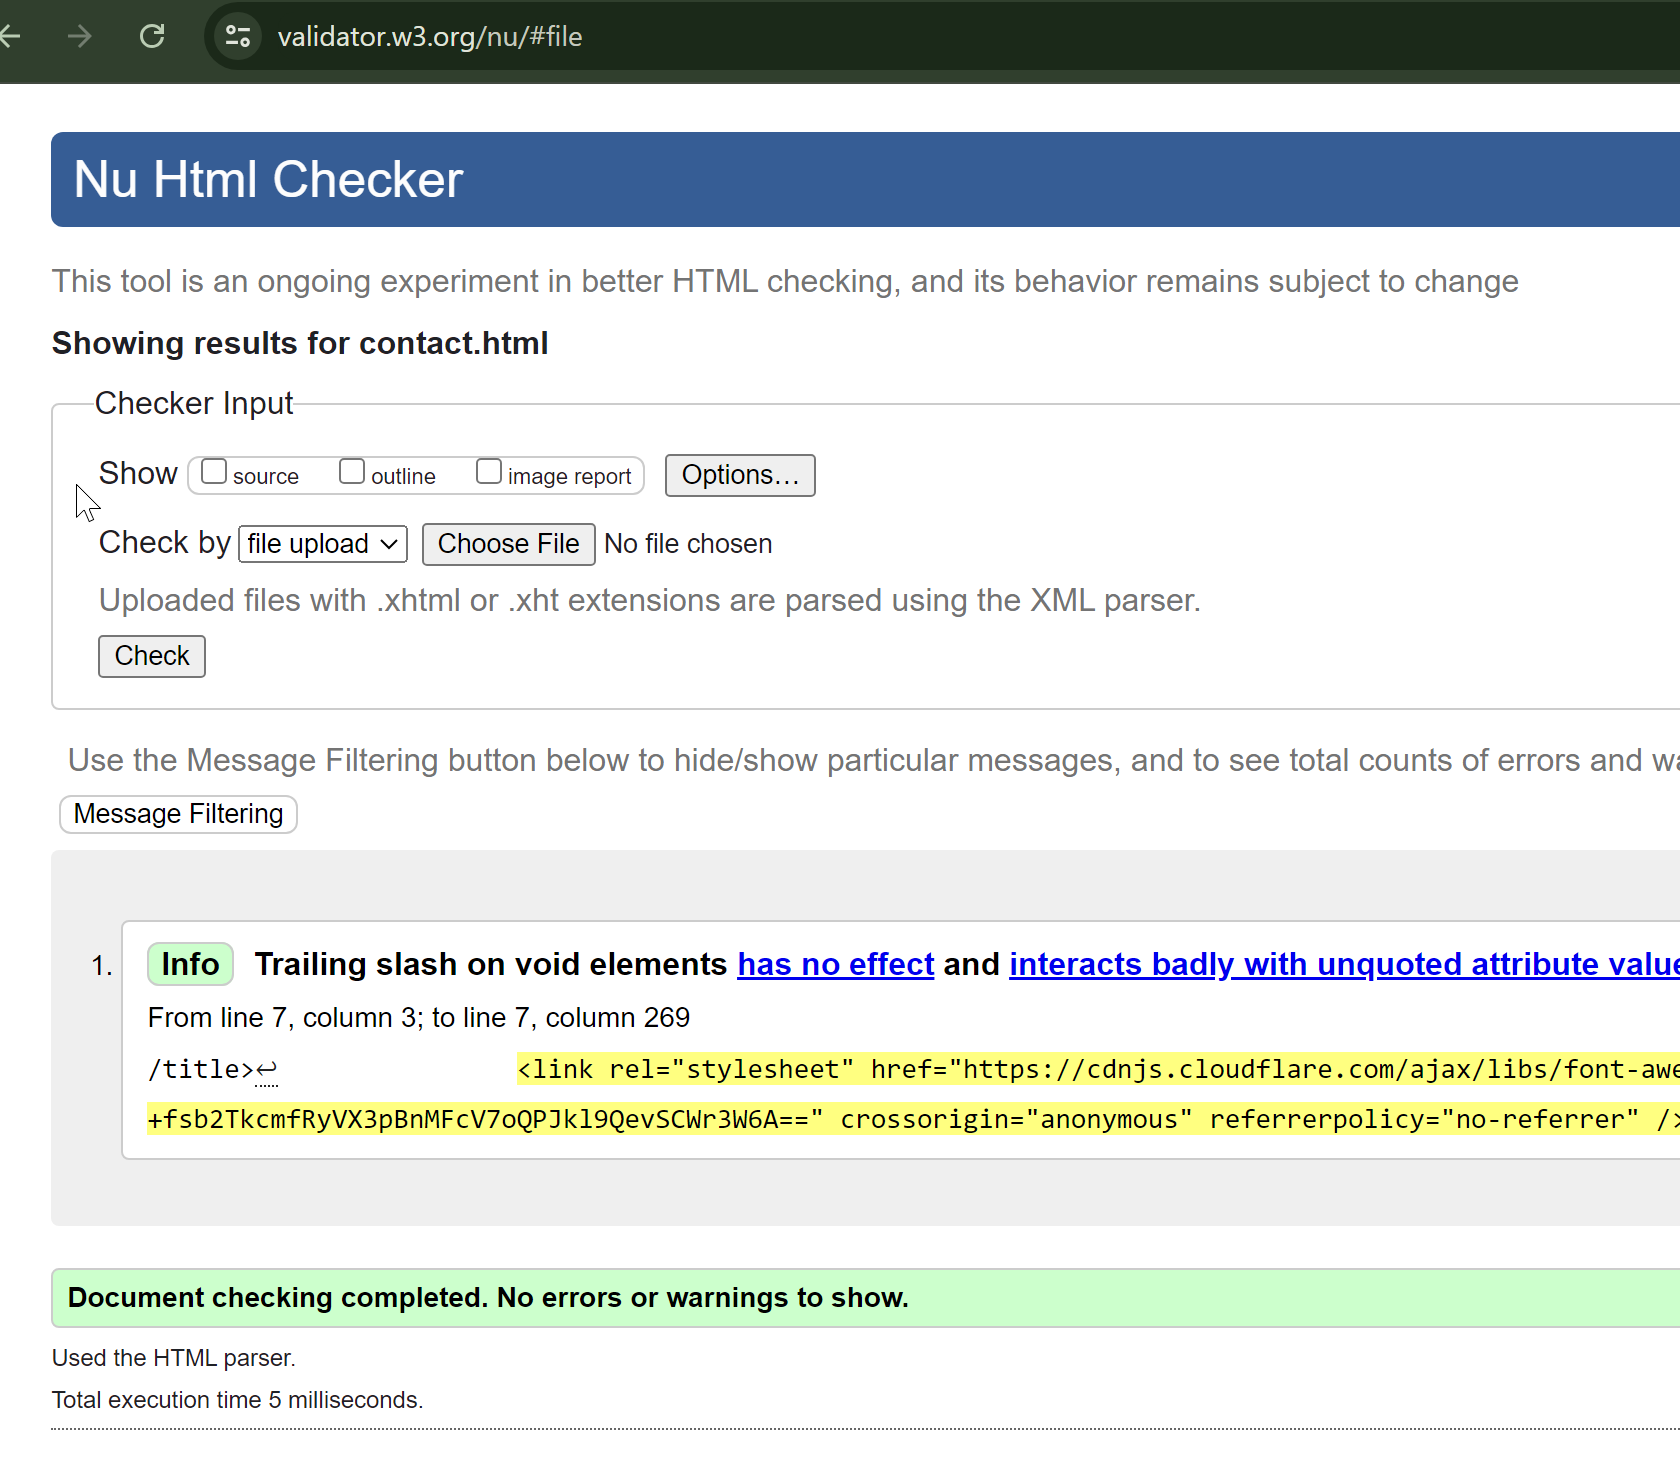 validator.w3.org/nu/#file
Nu Html Checker
This tool is an ongoing experiment in better HTML checking, and its behavior remains subject to change
Showing results for contact.html
Checker Input
Show source outline image report Options...
Check by file upload Choose File No file chosen
Uploaded files with .xhtml or .xht extensions are parsed using the XML parser.
Check
Use the Message Filtering button below to hide/show particular messages, and to see total counts of errors and
Message Filtering
1. Info Trailing slash on void elements has no effect and interacts badly with unquoted attribute
From line 7, column 3; to line 7, column 269
/title>↩ <link rel="stylesheet" href="https://cdnjs.cloudflare.com/ajax/libs/font-awe
+fsb2TkcmfRyVX3pBnMFcV7oQPJkl9QevSCWr3W6A==" crossorigin="anonymous" referrerpolicy="no-referrer" />
Document checking completed. No errors or warnings to show.
Used the HTML parser.
Total execution time 5 milliseconds.